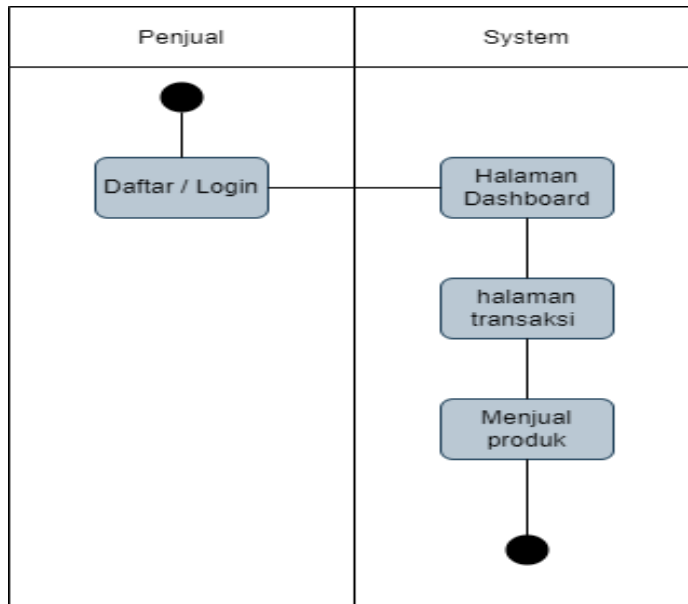 Penjual
System
Daftar / Login
Halaman
Dashboard
halaman
transaksi
Menjual
produk